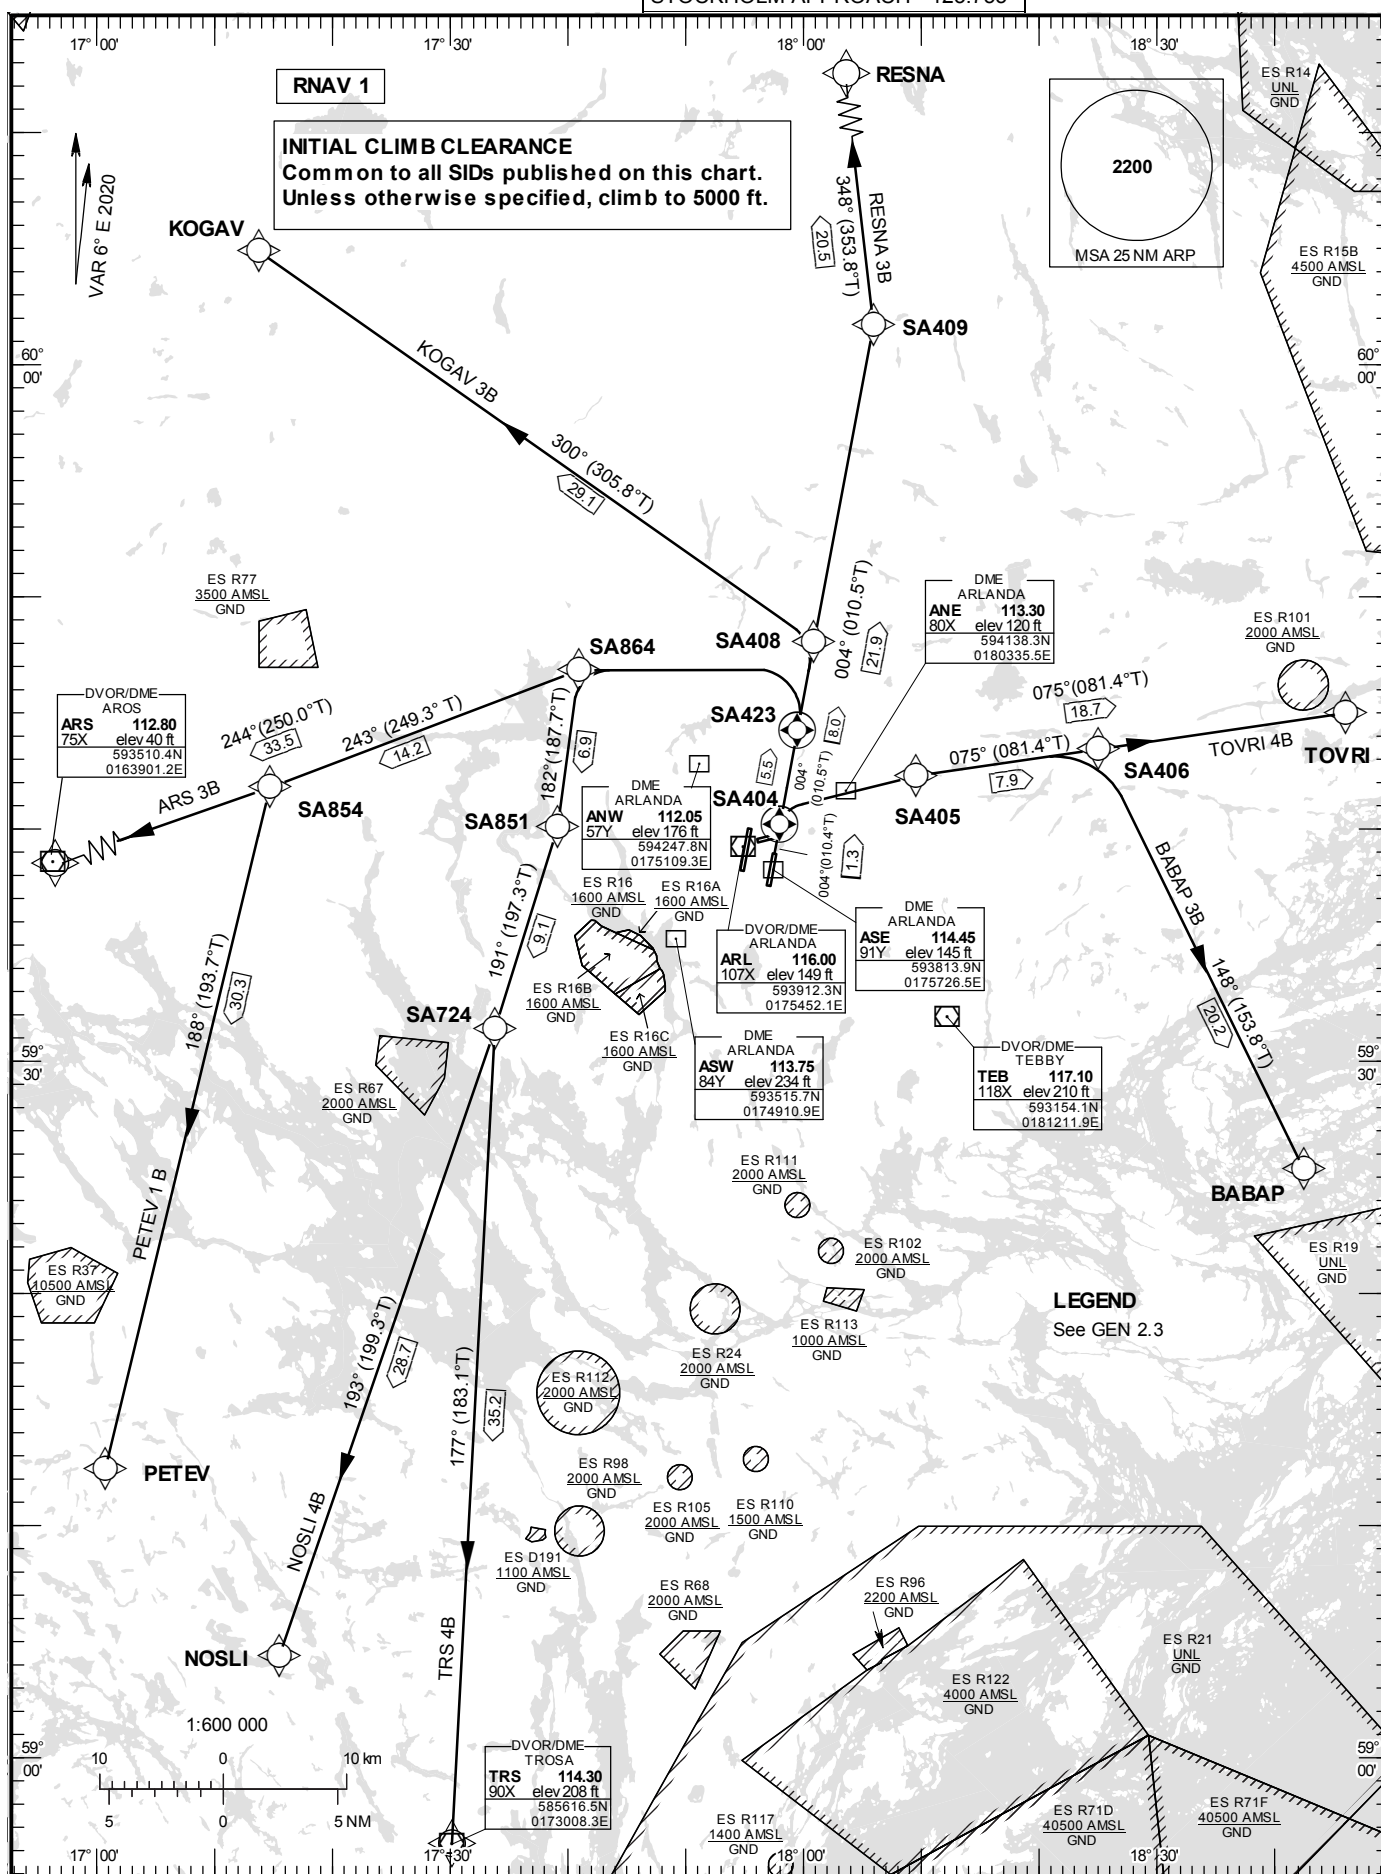 17° 00'
17° 30'
18° 00'
18° 30'
RNAV 1
INITIAL CLIMB CLEARANCE
Common to all SIDs published on this chart.
Unless otherwise specified, climb to 5000 ft.
VAR 6° E 2020
RESNA
2200
MSA 25 NM ARP
ES R14
UNL
GND
ES R15B
4500 AMSL
GND
KOGAV
348° (353.8°T)
20.5
RESNA 3B
SA409
60°
00'
60°
00'
KOGAV 3B
300° (305.8°T)
29.1
ES R77
3500 AMSL
GND
SA864
SA408
004° (010.5°T)
21.9
DME
ARLANDA
ANE 113.30
80X elev 120 ft
594138.3N
0180335.5E
ES R101
2000 AMSL
GND
DVOR/DME
AROS
ARS 112.80
75X elev 40 ft
593510.4N
0163901.2E
244° (250.0°T)
33.5
243° (249.3° T)
14.2
182° (187.7°T)
6.9
SA423
8.0
5.5
004°
(010.5°T)
075° (081.4°T)
18.7
075° (081.4°T)
7.9
TOVRI 4B
TOVRI
ARS 3B
SA854
SA851
SA404
SA405
SA406
DME
ARLANDA
ANW 112.05
57Y elev 176 ft
594247.8N
0175109.3E
004° (010.4°T)
1.3
BABAP 3B
148° (153.8°T)
20.2
ES R16
1600 AMSL
GND
ES R16A
1600 AMSL
GND
ES R16B
1600 AMSL
GND
ES R16C
1600 AMSL
GND
191° (197.3°T)
9.1
DVOR/DME
ARLANDA
ARL 116.00
107X elev 149 ft
593912.3N
0175452.1E
DME
ARLANDA
ASE 114.45
91Y elev 145 ft
593813.9N
0175726.5E
188° (193.7°T)
30.3
SA724
DME
ARLANDA
ASW 113.75
84Y elev 234 ft
593515.7N
0174910.9E
DVOR/DME
TEBBY
TEB 117.10
118X elev 210 ft
593154.1N
0181211.9E
59°
30'
59°
30'
ES R67
2000 AMSL
GND
PETEV 1 B
ES R111
2000 AMSL
GND
BABAP
ES R37
10500 AMSL
GND
ES R102
2000 AMSL
GND
ES R19
UNL
GND
LEGEND
See GEN 2.3
193° (199.3°T)
28.7
177° (183.1°T)
35.2
ES R113
1000 AMSL
GND
ES R24
2000 AMSL
GND
ES R112
2000 AMSL
GND
PETEV
ES R98
2000 AMSL
GND
ES R105
2000 AMSL
GND
ES R110
1500 AMSL
GND
NOSLI 4B
ES D191
1100 AMSL
GND
ES R68
2000 AMSL
GND
ES R96
2200 AMSL
GND
ES R21
UNL
GND
NOSLI
TRS 4B
ES R122
4000 AMSL
GND
1:600 000
10 0 10 km
5 0 5 NM
59°
00'
59°
00'
DVOR/DME
TROSA
TRS 114.30
90X elev 208 ft
585616.5N
0173008.3E
ES R117
1400 AMSL
GND
ES R71D
40500 AMSL
GND
ES R71F
40500 AMSL
GND
17° 00'
18° 00'